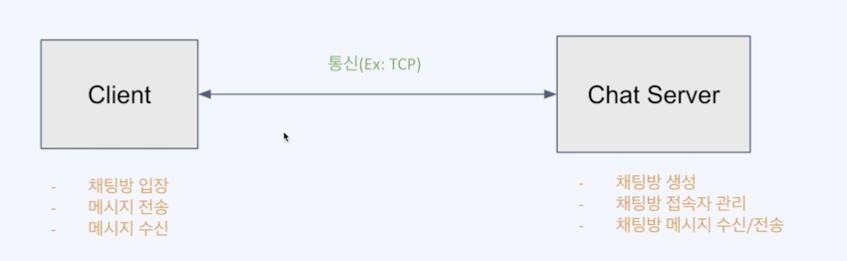 통신(Ex: TCP)
Client
Chat Server
- 채팅방 입장
- 메시지 전송
- 메시지 수신
- 채팅방 생성
- 채팅방 접속자 관리
- 채팅방 메시지 수신/전송